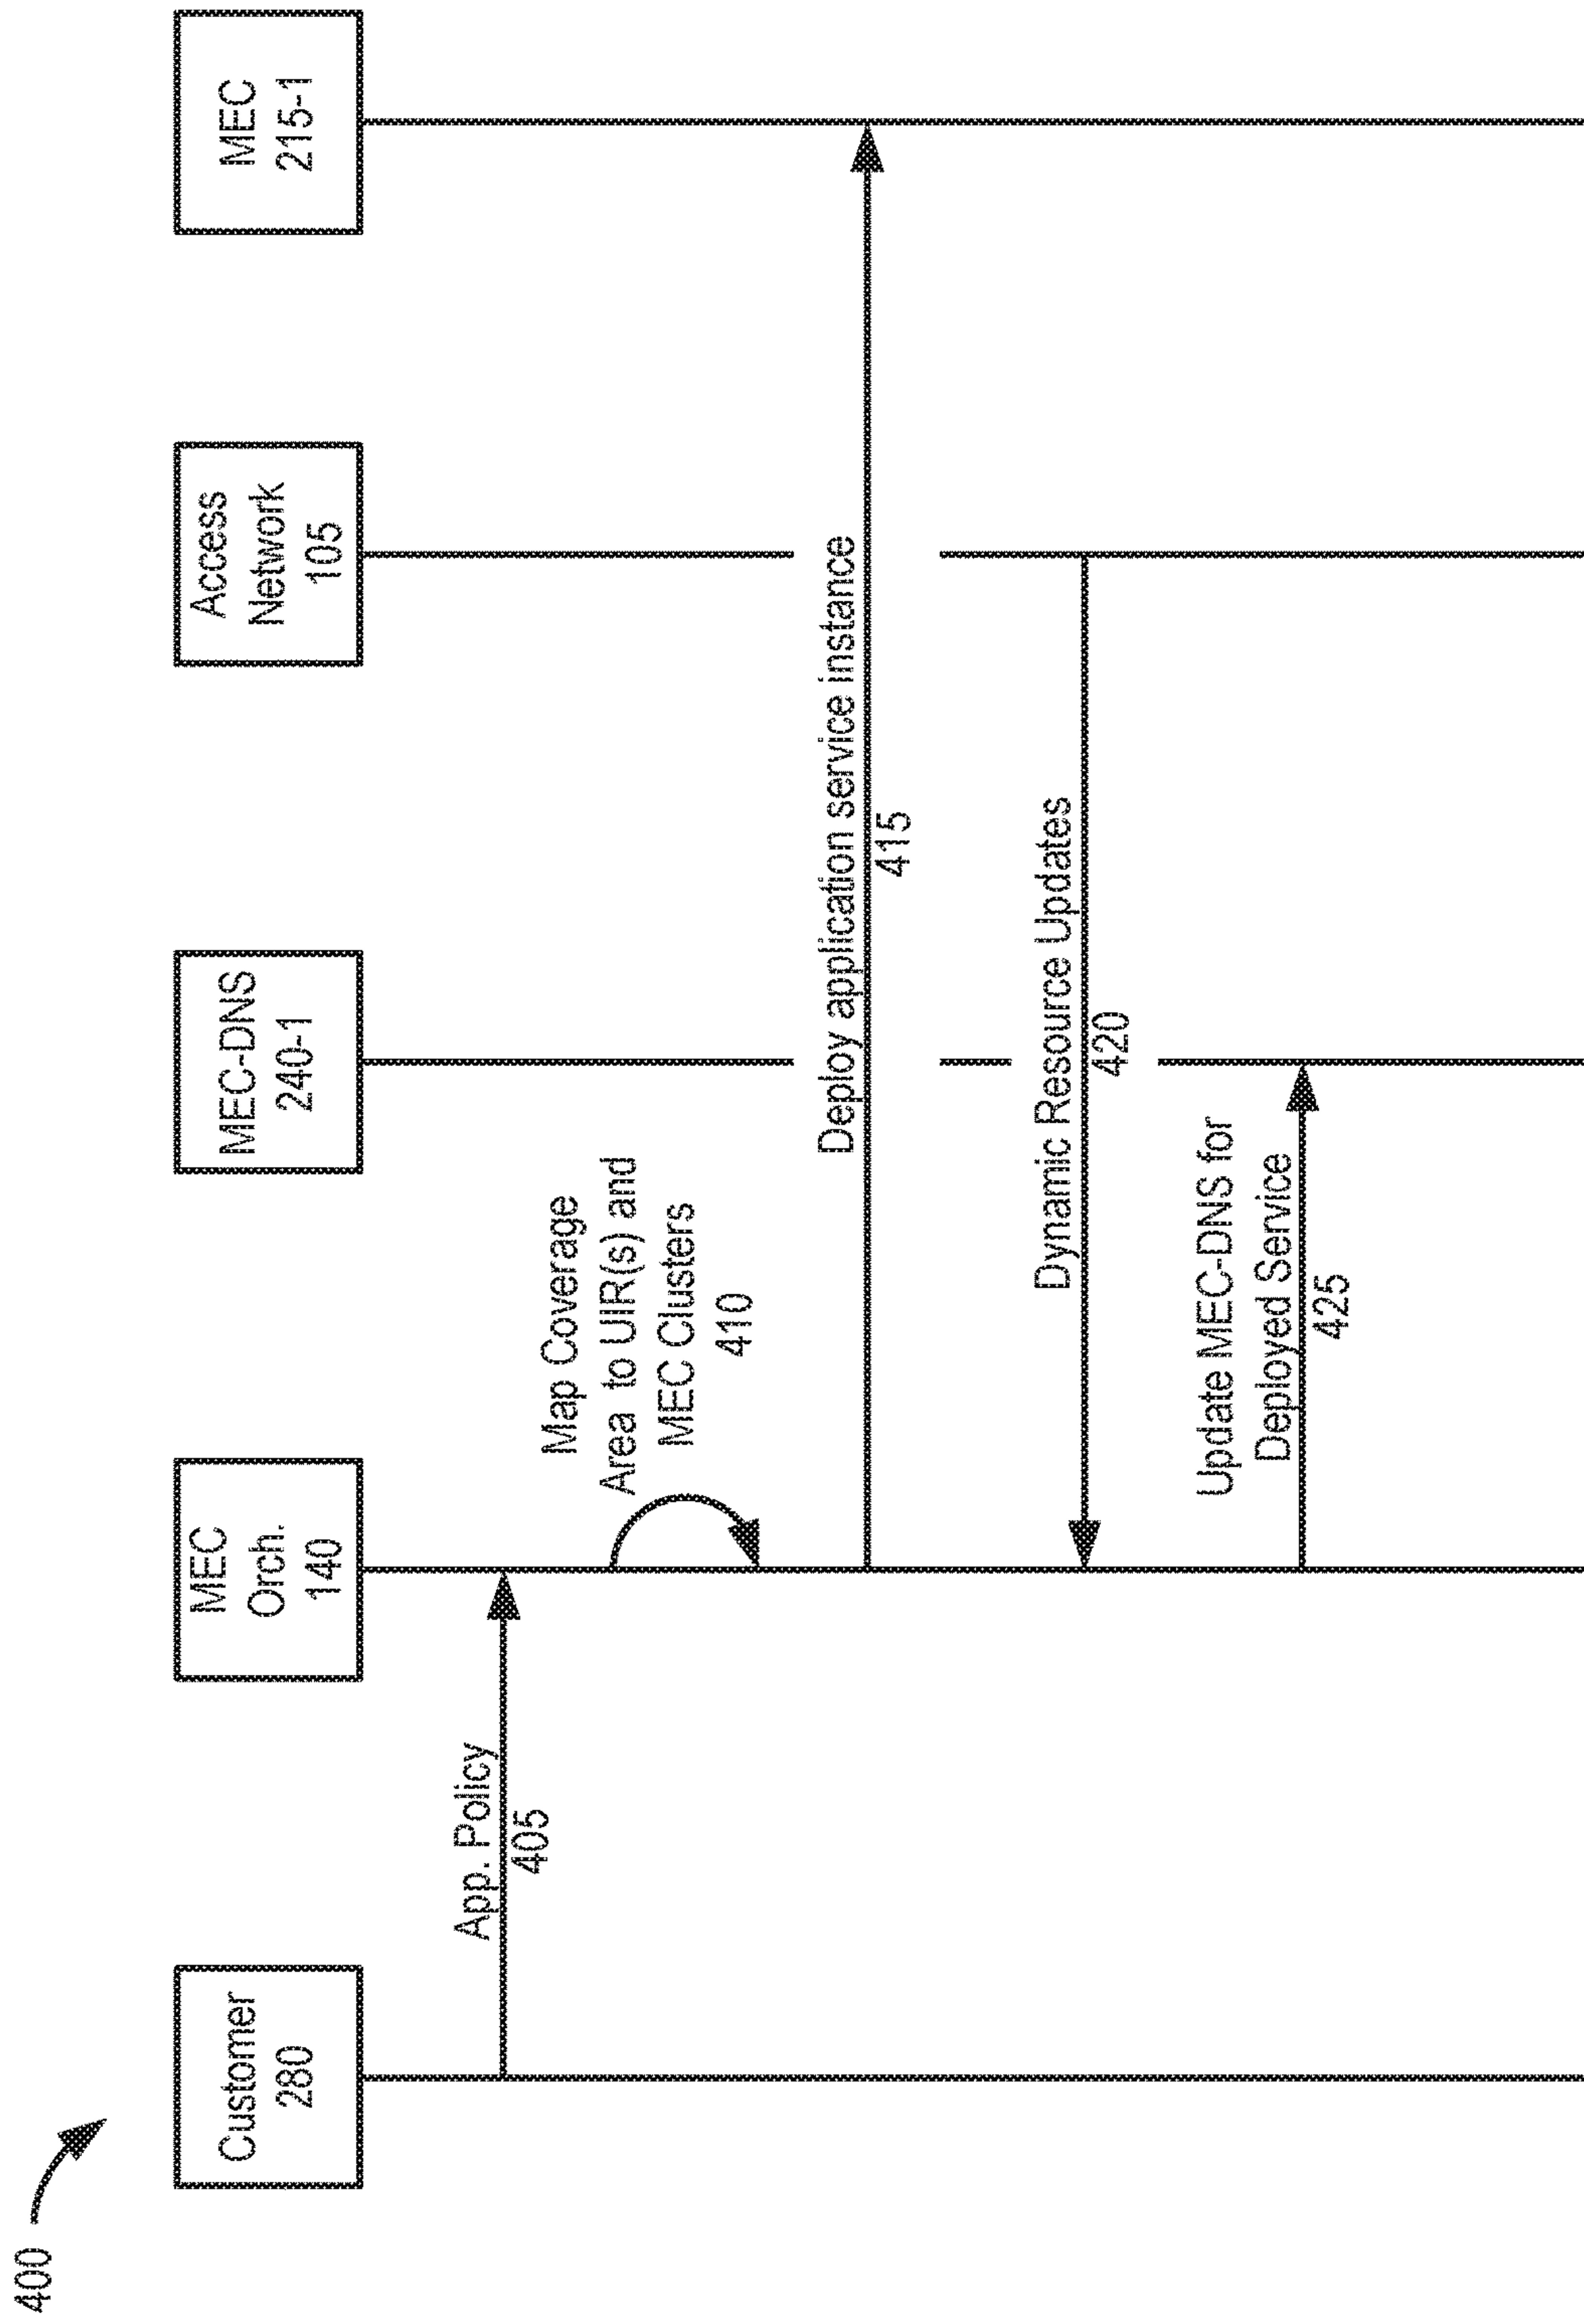 400
Customer
280
MEC
Orch.
140
MEC-DNS
240-1
Access
Network
105
MEC
215-1
App. Policy
405
Map Coverage
Area to UIR(s) and
MEC Clusters
410
Deploy application service instance
415
Dynamic Resource Updates
420
Update MEC-DNS for
Deployed Service
425